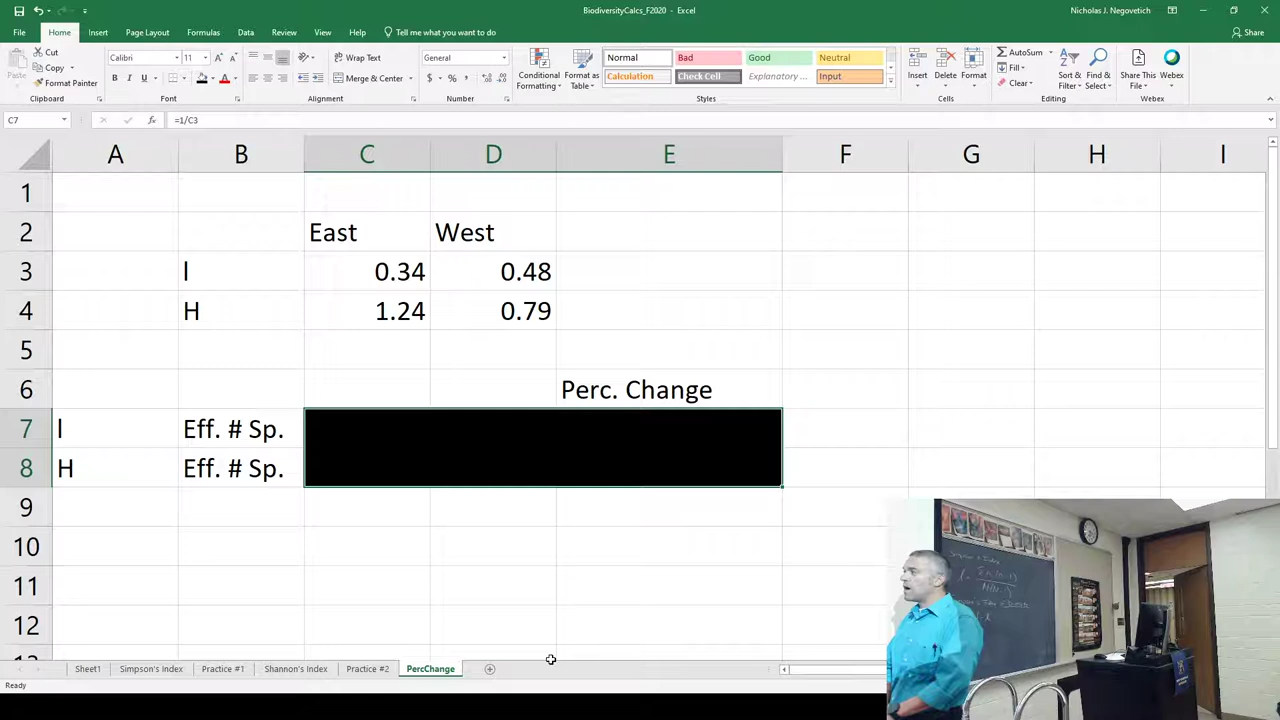 BiodiversityCalcs_F2020 - Excel
Nicholas J. Negovetich
File Home Insert Page Layout Formulas Data Review View Help Tell me what you want to do Share
Cut
Copy
Format Painter
Paste
Clipboard
Calibri 11
Font
Wrap Text
Merge & Center
Alignment
General
Number
Conditional Formatting
Format as Table
Normal Bad Good Neutral
Calculation Check Cell Explanatory ... Input
Styles
Insert Delete Format
Cells
AutoSum
Fill
Clear
Sort & Filter Find & Select
Editing
Share This File Webex
Webex
C7 =1/C3
A B C D E F G H I
1
2 East West
3 l 0.34 0.48
4 H 1.24 0.79
5
6 Perc. Change
7 l Eff. # Sp.
8 H Eff. # Sp.
9
10
11
12
Sheet1 Simpson's Index Practice #1 Shannon's Index Practice #2 PercChange
Ready